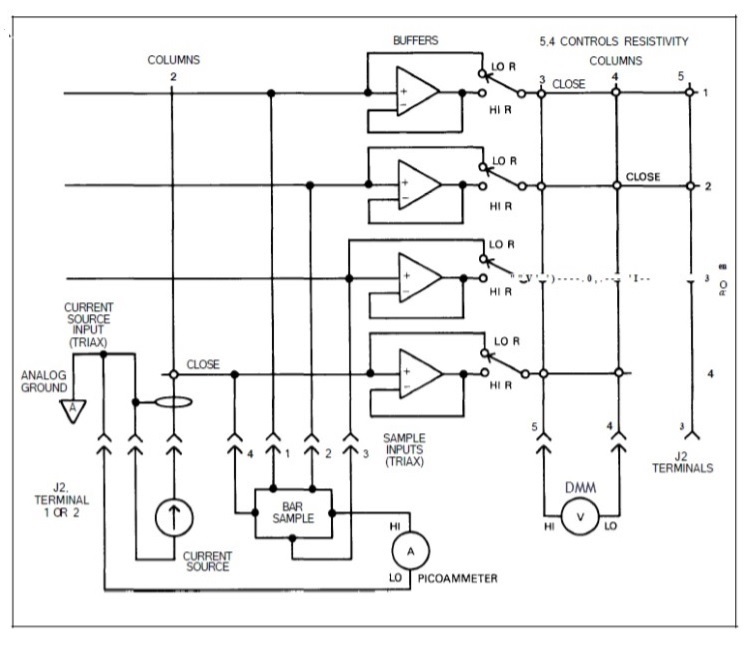 BUFFERS
5.4 CONTROLS RESISTIVITY
COLUMNS
2
COLUMNS
3
4
5
LO R
CLOSE
1
+
−
HI R
LO R
CLOSE
2
+
−
HI R
LO R
3
+
−
HI R
CURRENT
SOURCE
INPUT
(TRIAX)
LO R
CLOSE
4
+
−
HI R
ANALOG
GROUND
A
5
4
3
4
1
2
3
SAMPLE
INPUTS
(TRIAX)
J2
TERMINALS
J2,
TERMINAL
1 OR 2
BAR
SAMPLE
DMM
V
HI
LO
HI
A
CURRENT
SOURCE
LO
PICOAMMETER